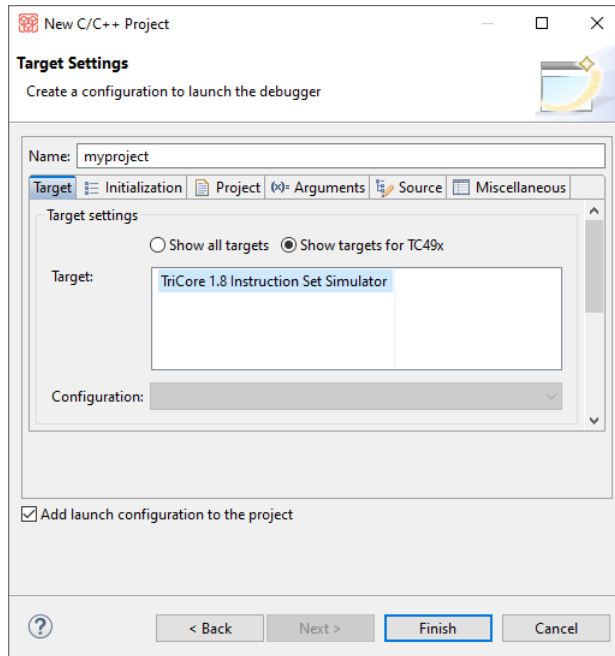 New C/C++ Project
Target Settings
Create a configuration to launch the debugger
Name: myproject
Target Initialization Project (x)= Arguments Source Miscellaneous
Target settings
Show all targets Show targets for TC49x
Target: TriCore 1.8 Instruction Set Simulator
Configuration:
Add launch configuration to the project
? < Back Next > Finish Cancel